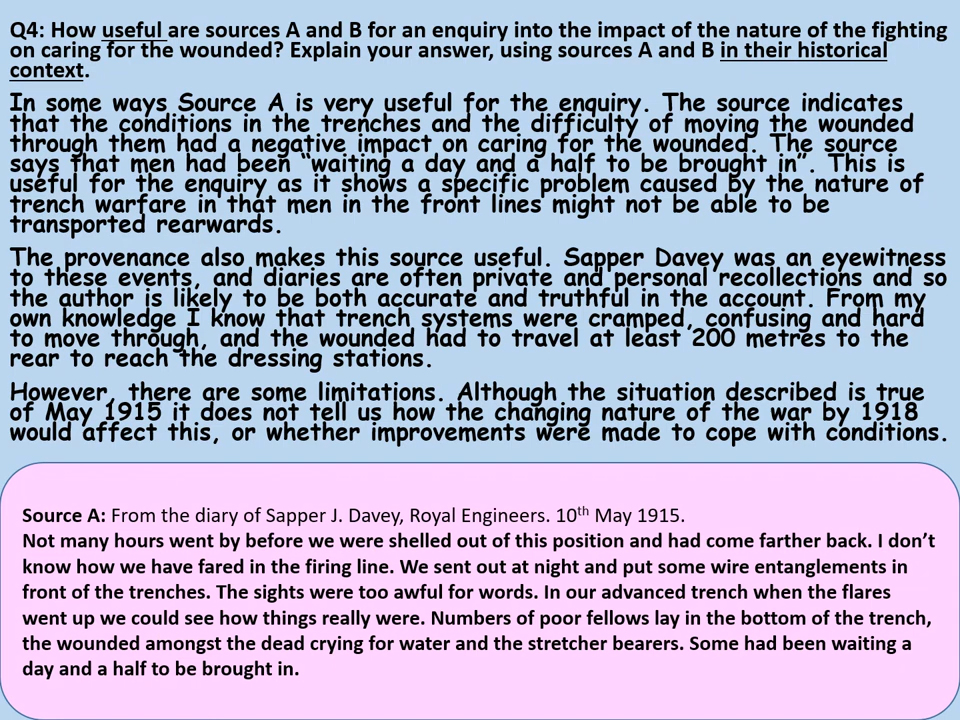 Q4: How useful are sources A and B for an enquiry into the impact of the nature of the fighting
on caring for the wounded? Explain your answer, using sources A and B in their historical
context.
In some ways Source A is very useful for the enquiry. The source indicates
that the conditions in the trenches and the difficulty of moving the wounded
through them had a negative impact on caring for the wounded. The source
says that men had been “waiting a day and a half to be brought in”. This is
useful for the enquiry as it shows a specific problem caused by the nature of
trench warfare in that men in the front lines might not be able to be
transported rearwards.
The provenance also makes this source useful. Sapper Davey was an eyewitness
to these events, and diaries are often private and personal recollections and so
the author is likely to be both accurate and truthful in the account. From my
own knowledge I know that trench systems were cramped, confusing and hard
to move through, and the wounded had to travel at least 200 metres to the
rear to reach the dressing stations.
However, there are some limitations. Although the situation described is true
of May 1915 it does not tell us how the changing nature of the war by 1918
would affect this, or whether improvements were made to cope with conditions.
Source A: From the diary of Sapper J. Davey, Royal Engineers. 10th May 1915.
Not many hours went by before we were shelled out of this position and had come farther back. I don’t
know how we have fared in the firing line. We sent out at night and put some wire entanglements in
front of the trenches. The sights were too awful for words. In our advanced trench when the flares
went up we could see how things really were. Numbers of poor fellows lay in the bottom of the trench,
the wounded amongst the dead crying for water and the stretcher bearers. Some had been waiting a
day and a half to be brought in.